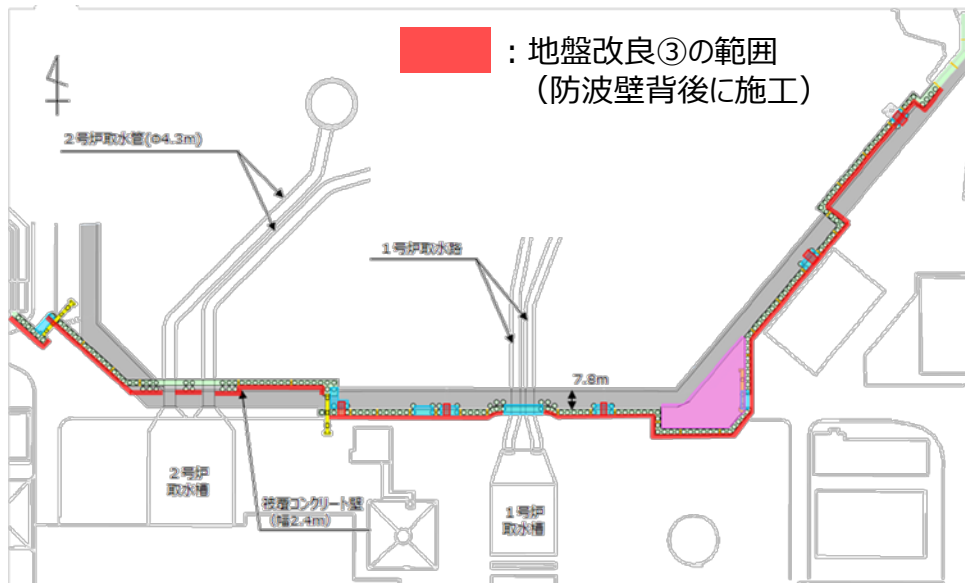 ：地盤改良③の範囲
（防波壁背後に施工）
２号炉取水管(Φ4.3m)
１号炉取水路
7.8m
２号炉
取水槽
被覆コンクリート壁
（幅2.4m）
１号炉
取水槽